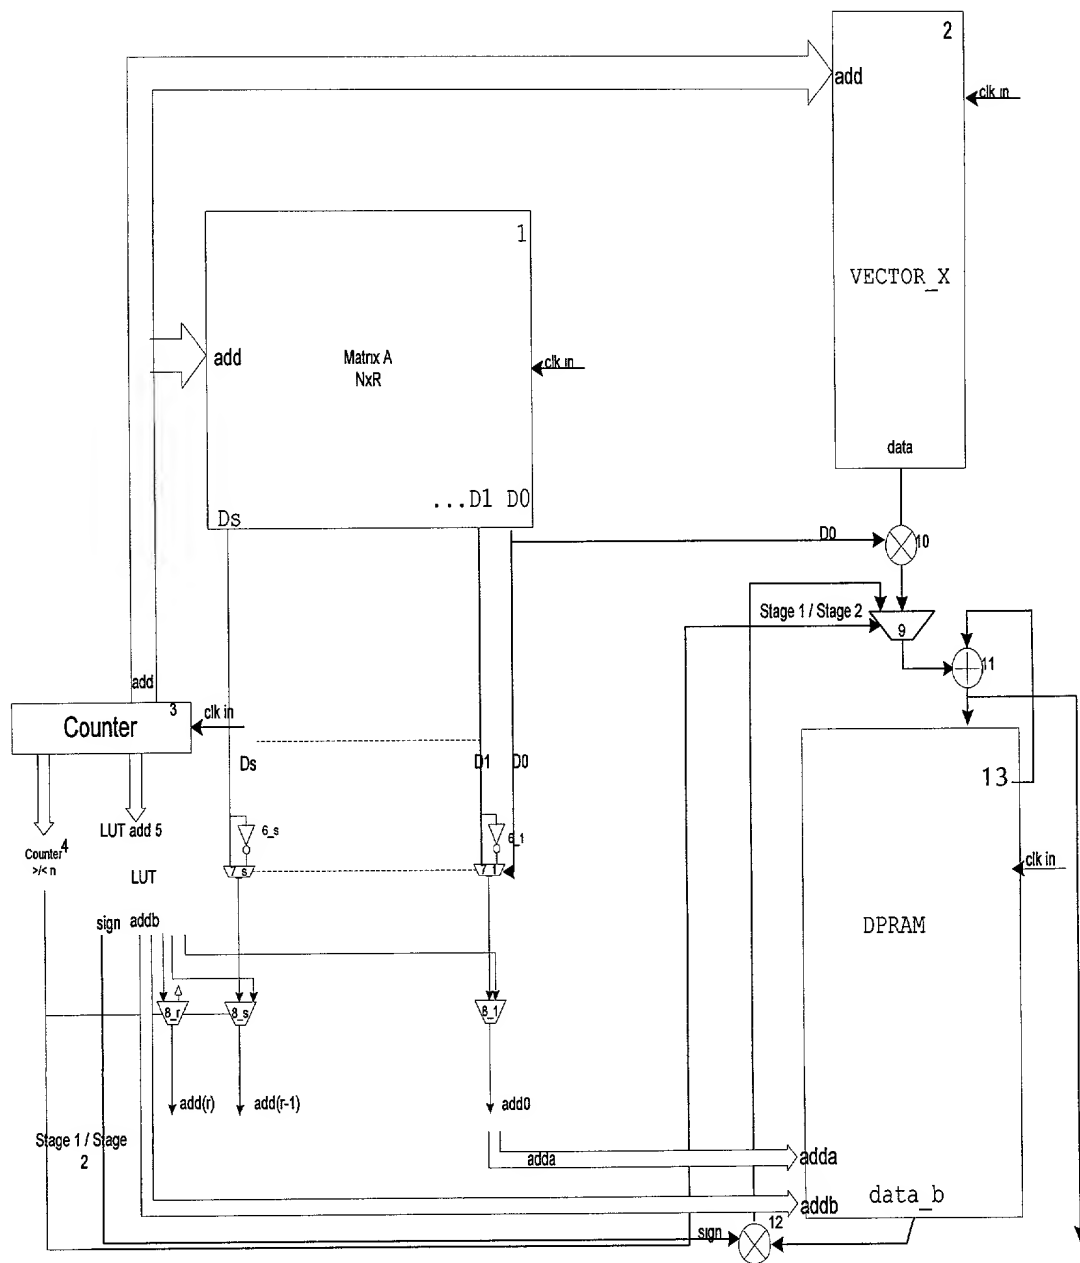 2
add
clk in
1
VECTOR_X
add
Matrix A
NxR
clk in
data
...D1 D0
Ds
D0
10
Stage 1 / Stage 2
9
11
add
3
clk in
Counter
Ds
D1
D0
13
LUT add 5
6_s
6_1
Counter 4
>/< n
7_s
7_1
clk in
LUT
sign
addb
DPRAM
8_r
8_s
8_1
add(r)
add(r-1)
add0
Stage 1 / Stage
2
adda
adda
data_b
addb
12
sign